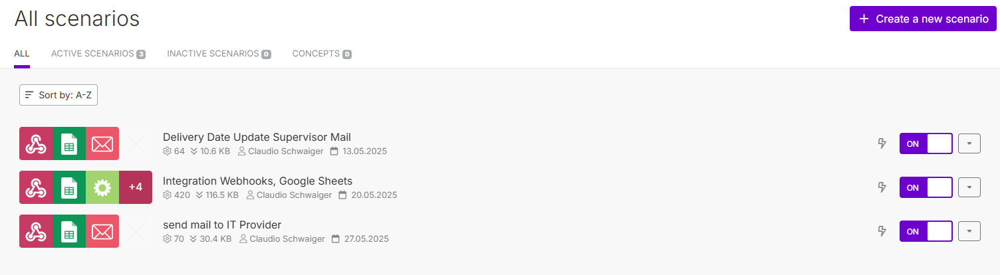 All scenarios
+ Create a new scenario
ALL ACTIVE SCENARIOS 3 INACTIVE SCENARIOS 0 CONCEPTS 0
Sort by: A-Z
Delivery Date Update Supervisor Mail
64 10.6 KB Claudio Schwaiger 13.05.2025
ON
+4
Integration Webhooks, Google Sheets
420 116.5 KB Claudio Schwaiger 20.05.2025
ON
send mail to IT Provider
70 30.4 KB Claudio Schwaiger 27.05.2025
ON